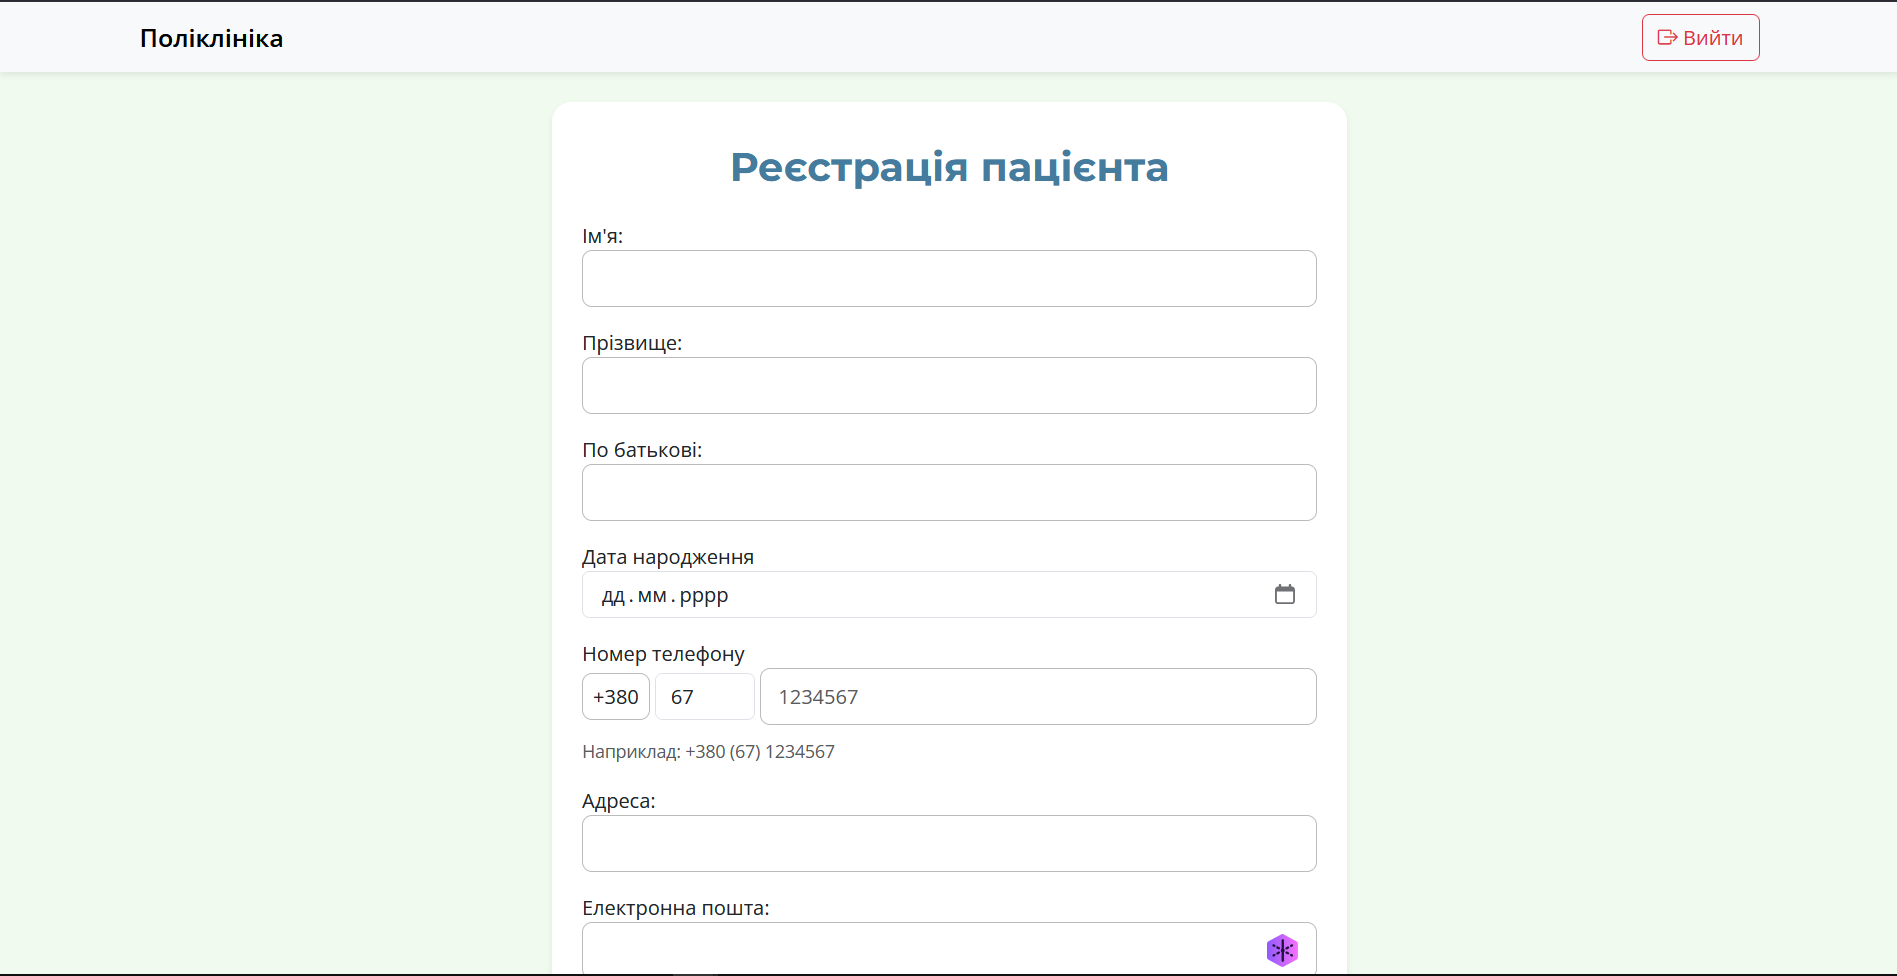 Поліклініка
Вийти
Реєстрація пацієнта
Ім'я:
Прізвище:
По батькові:
Дата народження
дд.мм.рррр
Номер телефону
+380 67 1234567
Наприклад: +380 (67) 1234567
Адреса:
Електронна пошта: